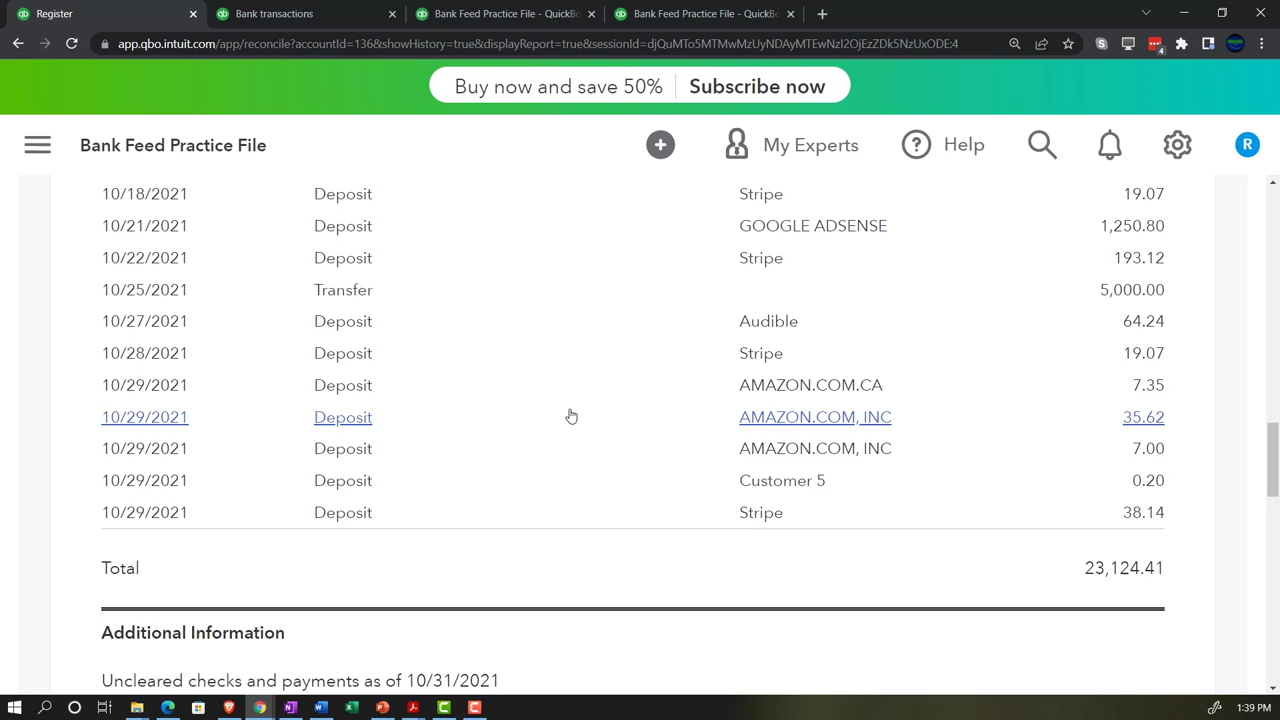 Register
Bank transactions
Bank Feed Practice File - QuickBo
Bank Feed Practice File - QuickBo
app.qbo.intuit.com/app/reconcile?accountId=136&showHistory=true&displayReport=true&sessionId=djQuMTo5MTMwMzUyNDAyMTEwNzI2OjEzZDk5NzUxODE:4
4
Buy now and save 50% Subscribe now
Bank Feed Practice File My Experts Help R
10/18/2021 Deposit Stripe 19.07
10/21/2021 Deposit GOOGLE ADSENSE 1,250.80
10/22/2021 Deposit Stripe 193.12
10/25/2021 Transfer 5,000.00
10/27/2021 Deposit Audible 64.24
10/28/2021 Deposit Stripe 19.07
10/29/2021 Deposit AMAZON.COM.CA 7.35
10/29/2021 Deposit AMAZON.COM, INC 35.62
10/29/2021 Deposit AMAZON.COM, INC 7.00
10/29/2021 Deposit Customer 5 0.20
10/29/2021 Deposit Stripe 38.14
Total 23,124.41
Additional Information
Uncleared checks and payments as of 10/31/2021
1:39 PM